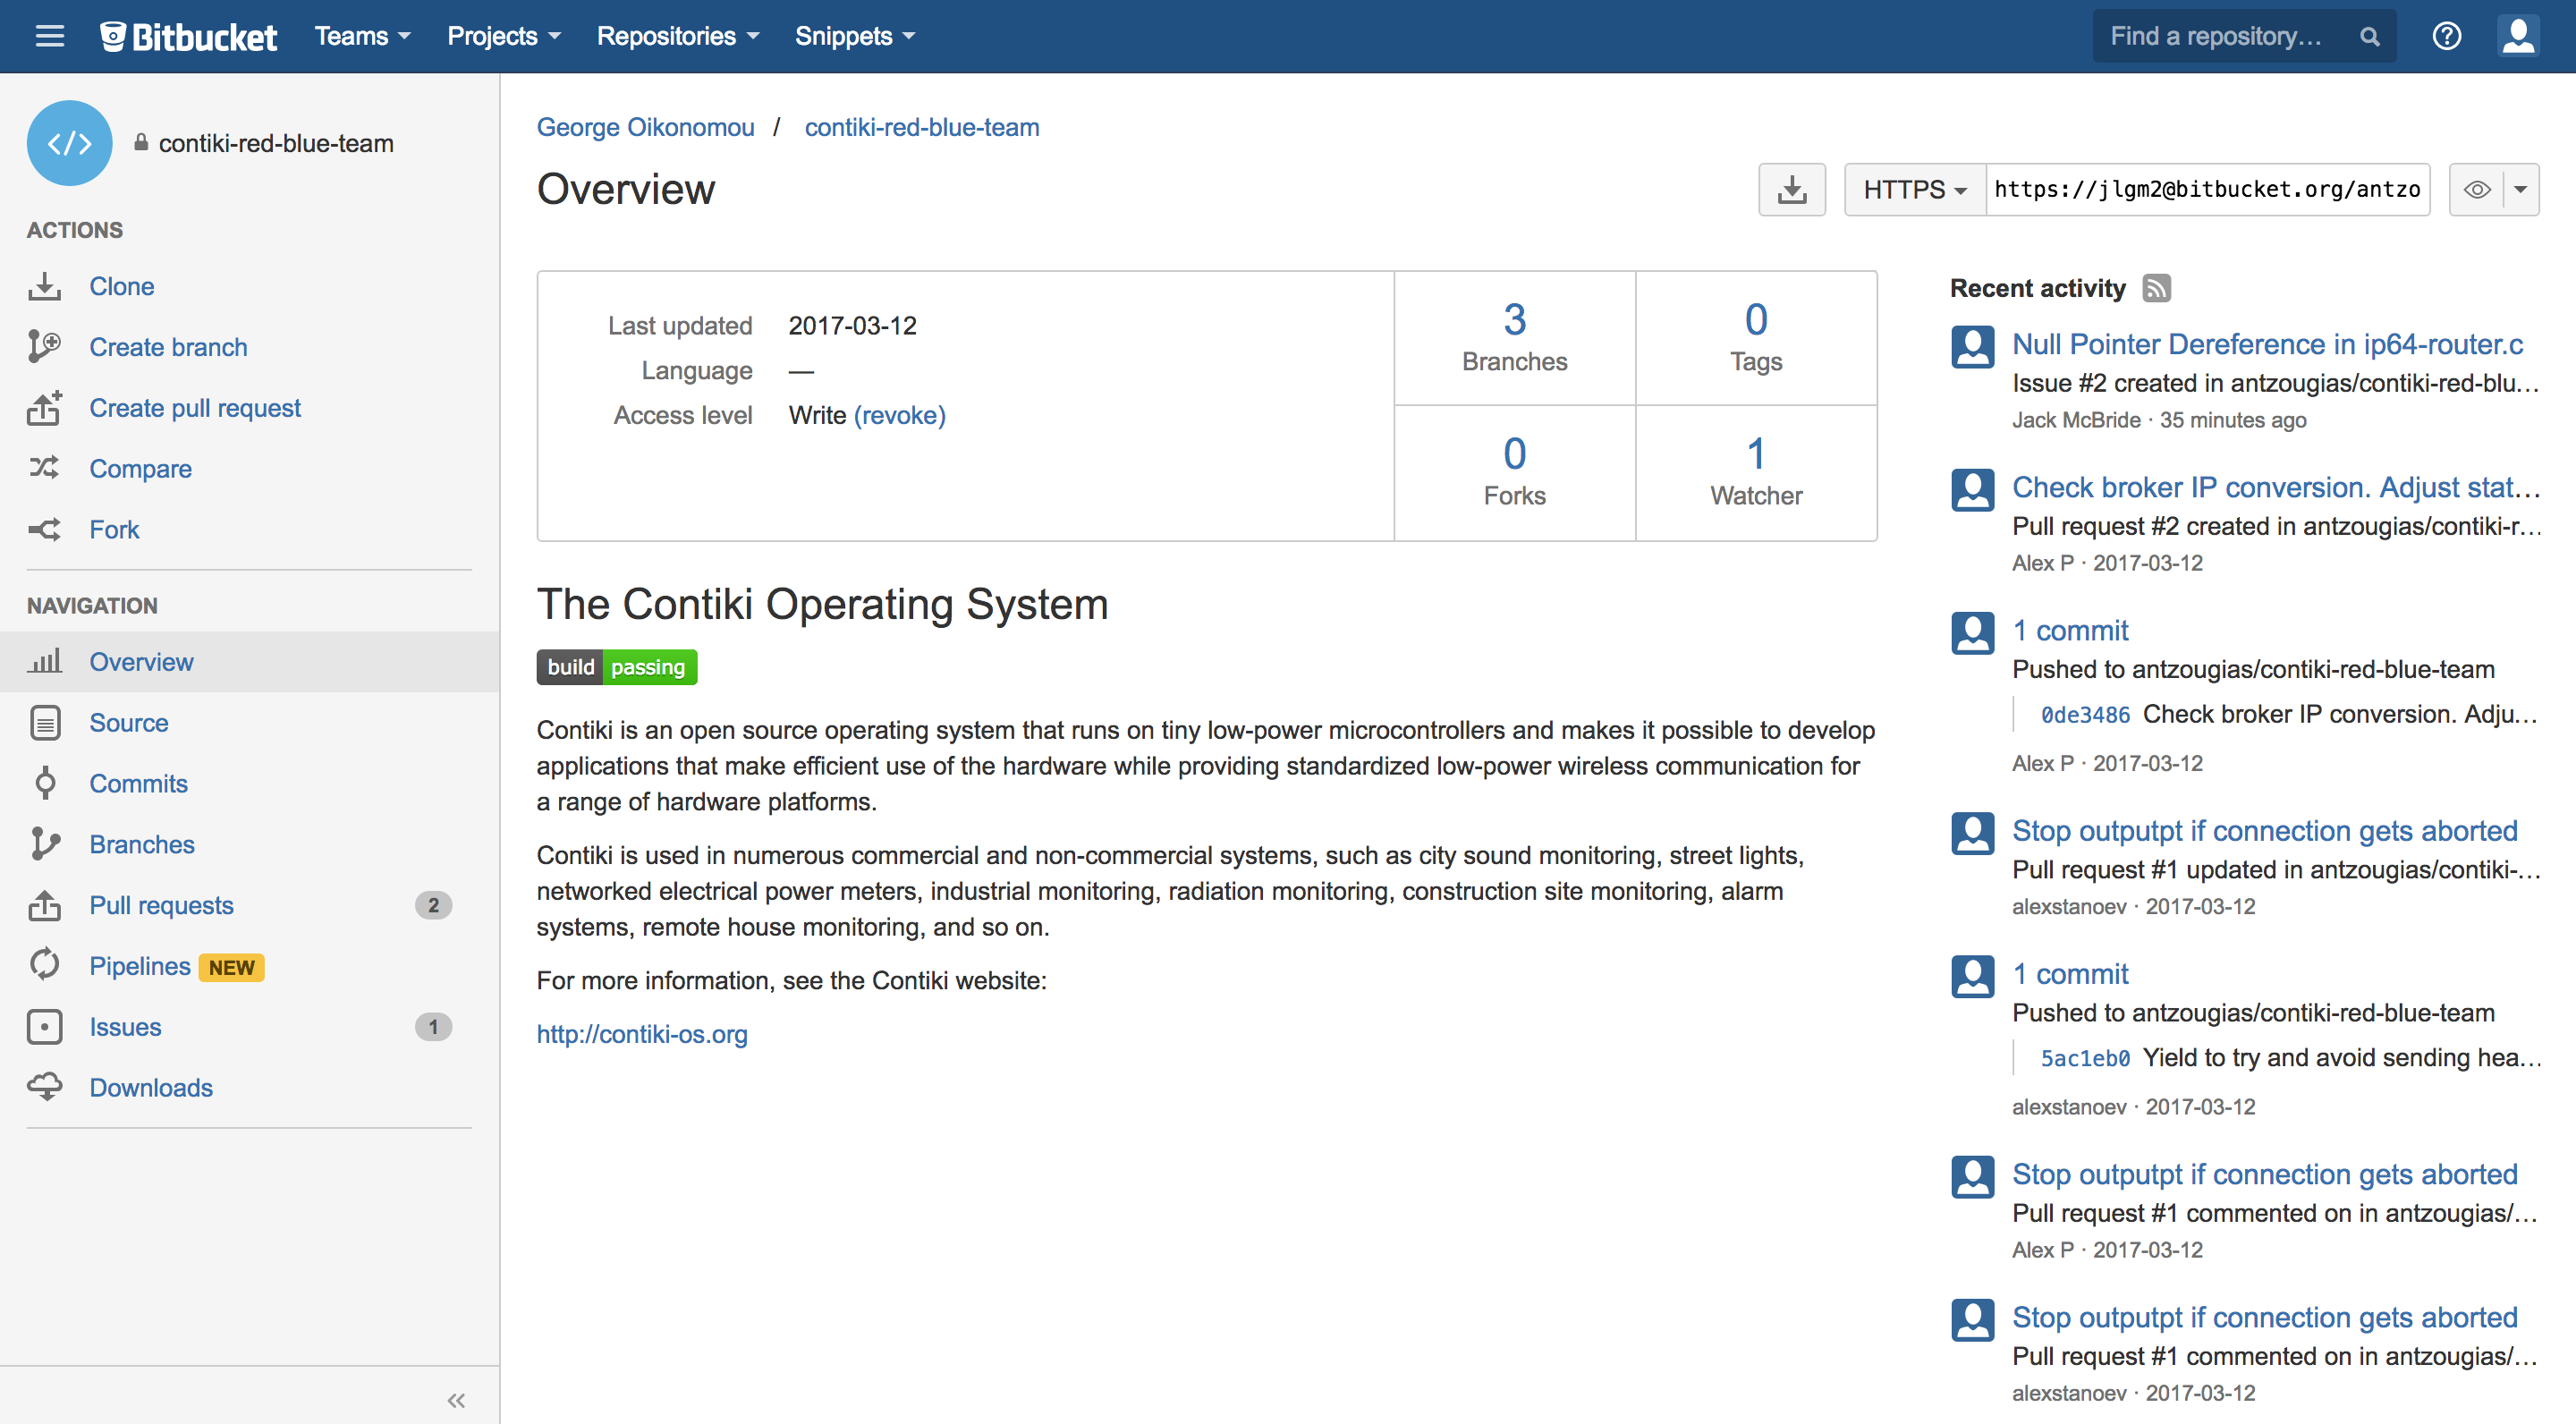 Bitbucket Teams Projects Repositories Snippets Find a repository...
contiki-red-blue-team
ACTIONS
Clone
Create branch
Create pull request
Compare
Fork
NAVIGATION
Overview
Source
Commits
Branches
Pull requests 2
Pipelines NEW
Issues 1
Downloads
George Oikonomou / contiki-red-blue-team
Overview
HTTPS https://jlgm2@bitbucket.org/antzo
Last updated 2017-03-12
Language —
Access level Write (revoke)
3
Branches
0
Tags
0
Forks
1
Watcher
The Contiki Operating System
build passing
Contiki is an open source operating system that runs on tiny low-power microcontrollers and makes it possible to develop
applications that make efficient use of the hardware while providing standardized low-power wireless communication for
a range of hardware platforms.
Contiki is used in numerous commercial and non-commercial systems, such as city sound monitoring, street lights,
networked electrical power meters, industrial monitoring, radiation monitoring, construction site monitoring, alarm
systems, remote house monitoring, and so on.
For more information, see the Contiki website:
http://contiki-os.org
Recent activity
Null Pointer Dereference in ip64-router.c
Issue #2 created in antzougias/contiki-red-blu...
Jack McBride · 35 minutes ago
Check broker IP conversion. Adjust stat...
Pull request #2 created in antzougias/contiki-r...
Alex P · 2017-03-12
1 commit
Pushed to antzougias/contiki-red-blue-team
0de3486 Check broker IP conversion. Adju...
Alex P · 2017-03-12
Stop outputpt if connection gets aborted
Pull request #1 updated in antzougias/contiki-...
alexstanoev · 2017-03-12
1 commit
Pushed to antzougias/contiki-red-blue-team
5ac1eb0 Yield to try and avoid sending hea...
alexstanoev · 2017-03-12
Stop outputpt if connection gets aborted
Pull request #1 commented on in antzougias/...
Alex P · 2017-03-12
Stop outputpt if connection gets aborted
Pull request #1 commented on in antzougias/...
alexstanoev · 2017-03-12